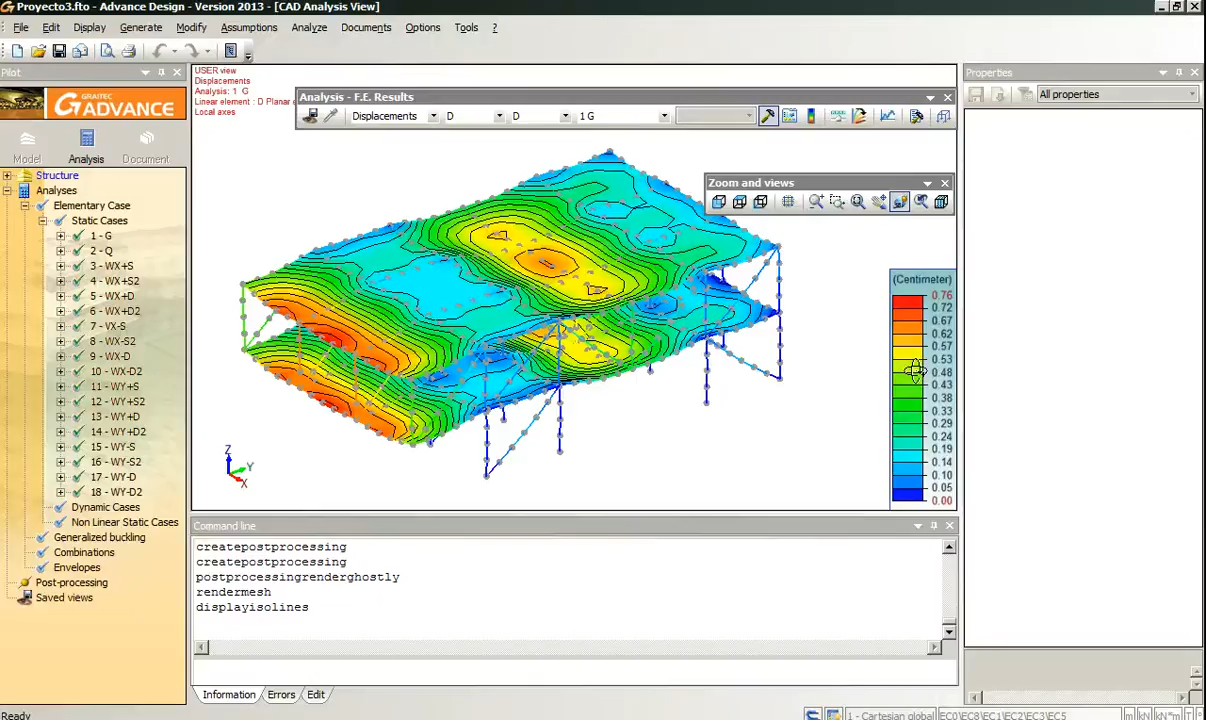 Proyecto3.fto - Advance Design - Version 2013 - [CAD Analysis View]
File Edit Display Generate Modify Assumptions Analyze Documents Options Tools ?
Pilot
GRAITEC
ADVANCE
Model Analysis Document
Structure
Analyses
Elementary Case
Static Cases
1 - G
2 - Q
3 - WX+S
4 - WX+S2
5 - WX+D
6 - WX+D2
7 - VX-S
8 - WX-S2
9 - WX-D
10 - WX-D2
11 - WY+S
12 - WY+S2
13 - WY+D
14 - WY+D2
15 - WY-S
16 - WY-S2
17 - WY-D
18 - WY-D2
Dynamic Cases
Non Linear Static Cases
Generalized buckling
Combinations
Envelopes
Post-processing
Saved views
USER view
Displacements
Analysis: 1 G
Linear element : D Planar e
Local axes
Analysis - F.E. Results
Displacements D D 1 G
Zoom and views
(Centimeter)
0.76
0.72
0.67
0.62
0.57
0.53
0.48
0.43
0.38
0.33
0.29
0.24
0.19
0.14
0.10
0.05
0.00
Z
Y
X
Command line
createpostprocessing
createpostprocessing
postprocessingrenderghostly
rendermesh
displayisolines
Information Errors Edit
Properties
All properties
Ready
1 - Cartesian global EC0\EC8\EC1\EC2\EC3\EC5 m kN kN*m T